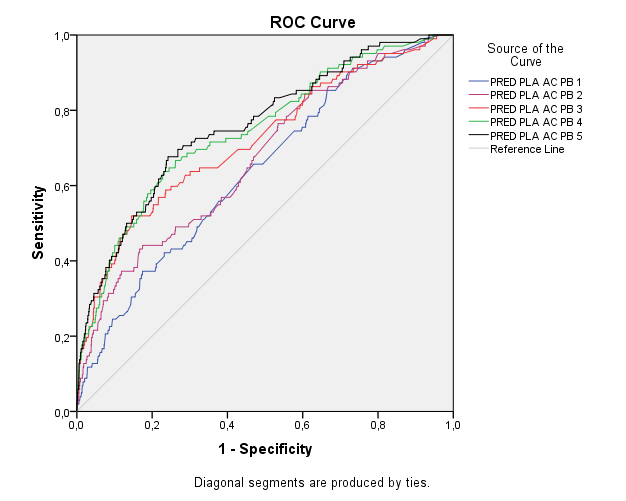 ROC Curve
Source of the
Curve
PRED PLA AC PB 1
PRED PLA AC PB 2
PRED PLA AC PB 3
PRED PLA AC PB 4
PRED PLA AC PB 5
Reference Line
Sensitivity
1,0
0,8
0,6
0,4
0,2
0,0
0,0 0,2 0,4 0,6 0,8 1,0
1 - Specificity
Diagonal segments are produced by ties.